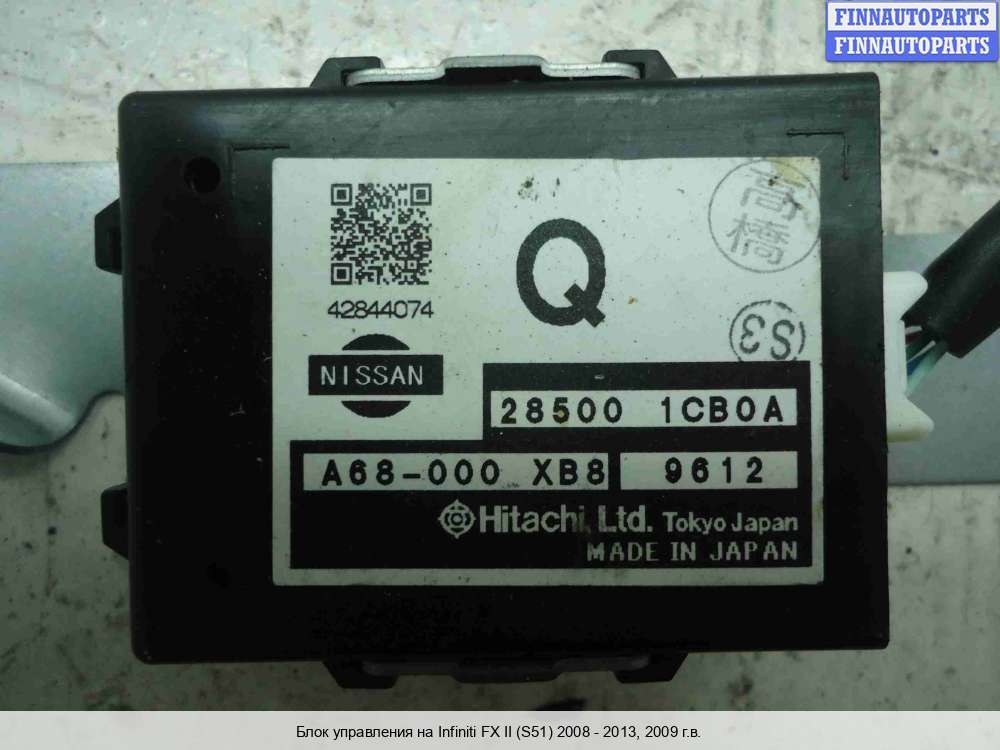 FINNAUTOPARTS
FINNAUTOPARTS
高橋
Q
42844074
S3
NISSAN
28500 1CB0A
A68-000 XB8 9612
Hitachi, Ltd. Tokyo Japan
MADE IN JAPAN
Блок управления на Infiniti FX II (S51) 2008 - 2013, 2009 г.в.